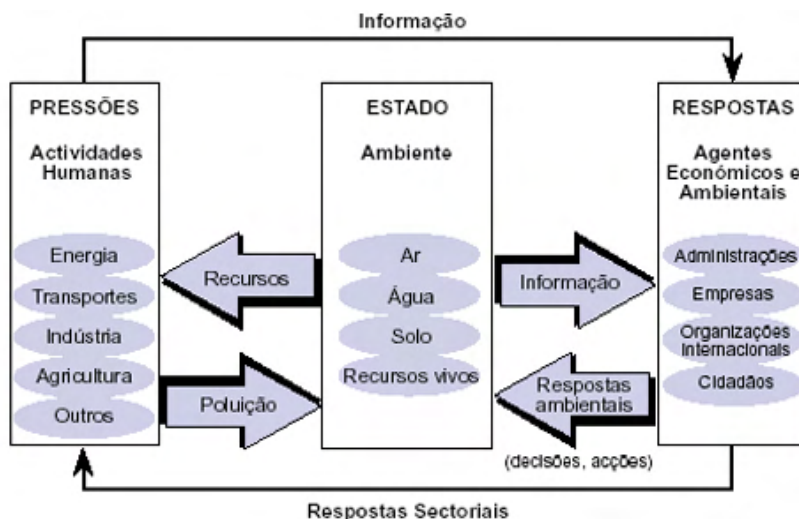 Informação
PRESSÕES
Actividades
Humanas
Energia
Transportes
Indústria
Agricultura
Outros
Recursos
Poluição
ESTADO
Ambiente
Ar
Água
Solo
Recursos vivos
Informação
Respostas
ambientais
(decisões, acções)
RESPOSTAS
Agentes
Económicos e
Ambientais
Administrações
Empresas
Organizações
Internacionais
Cidadãos
Respostas Sectoriais